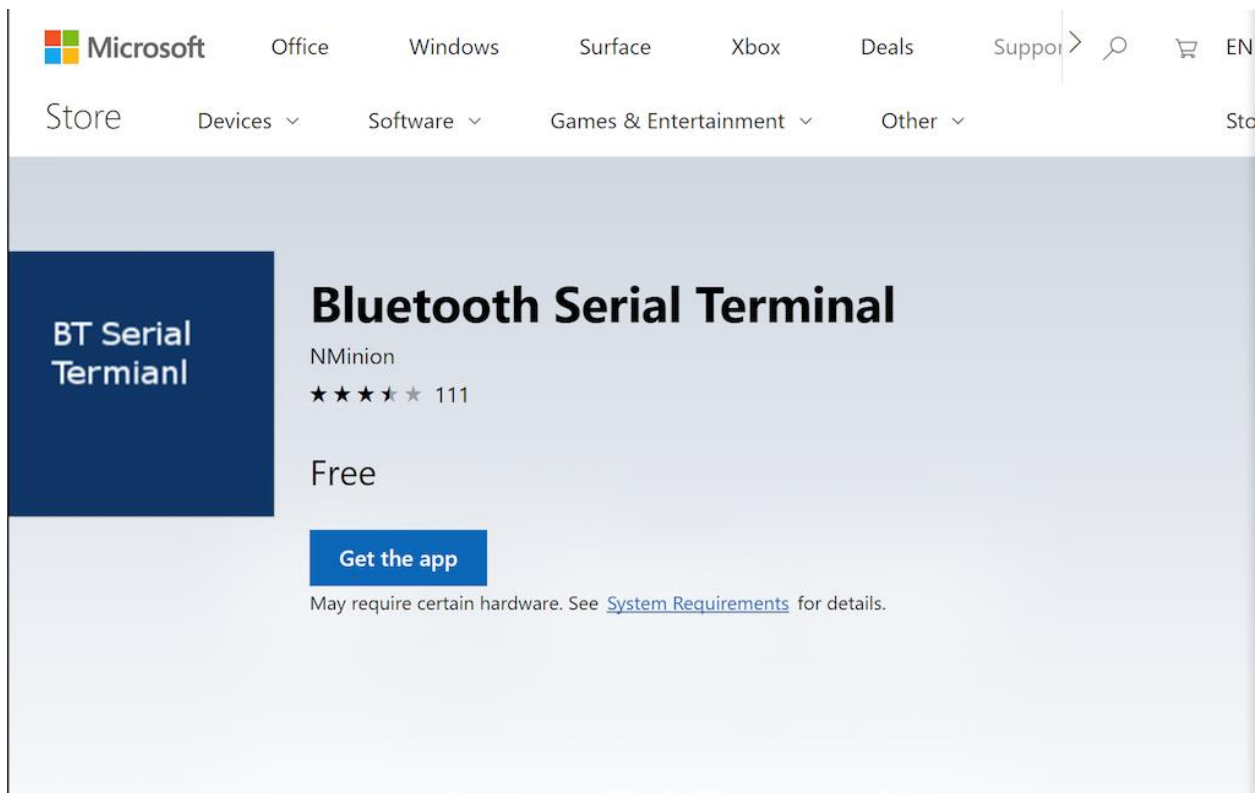 Microsoft Office Windows Surface Xbox Deals EN
Store Devices Software Games & Entertainment Other
BT Serial
Termianl
Bluetooth Serial Terminal
NMinion
111
Free
Get the app
May require certain hardware. See System Requirements for details.